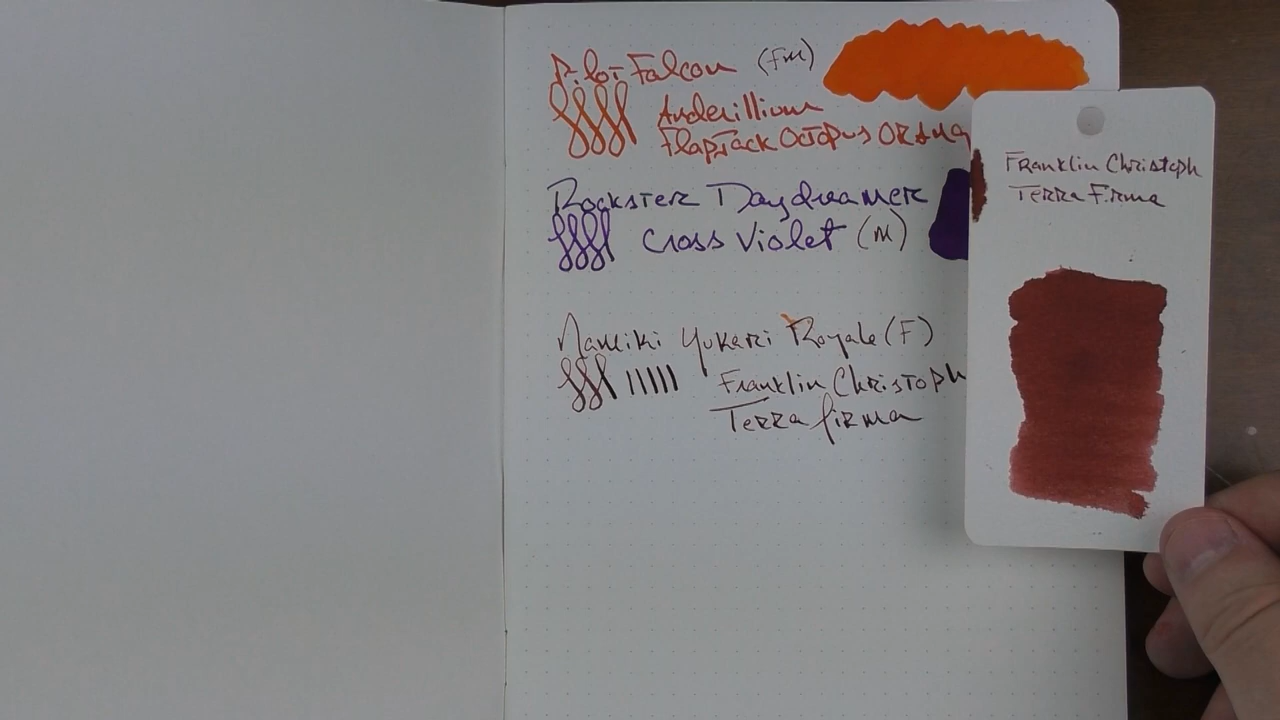 Pilot Falcon (FM)
Anderillium
Flapjack Octopus Orang
Rockster Daydreamer
Cross Violet (M)
Namiki Yukari Royale (F)
Franklin Christoph
Terra firma
Franklin Christoph
Terra Firma